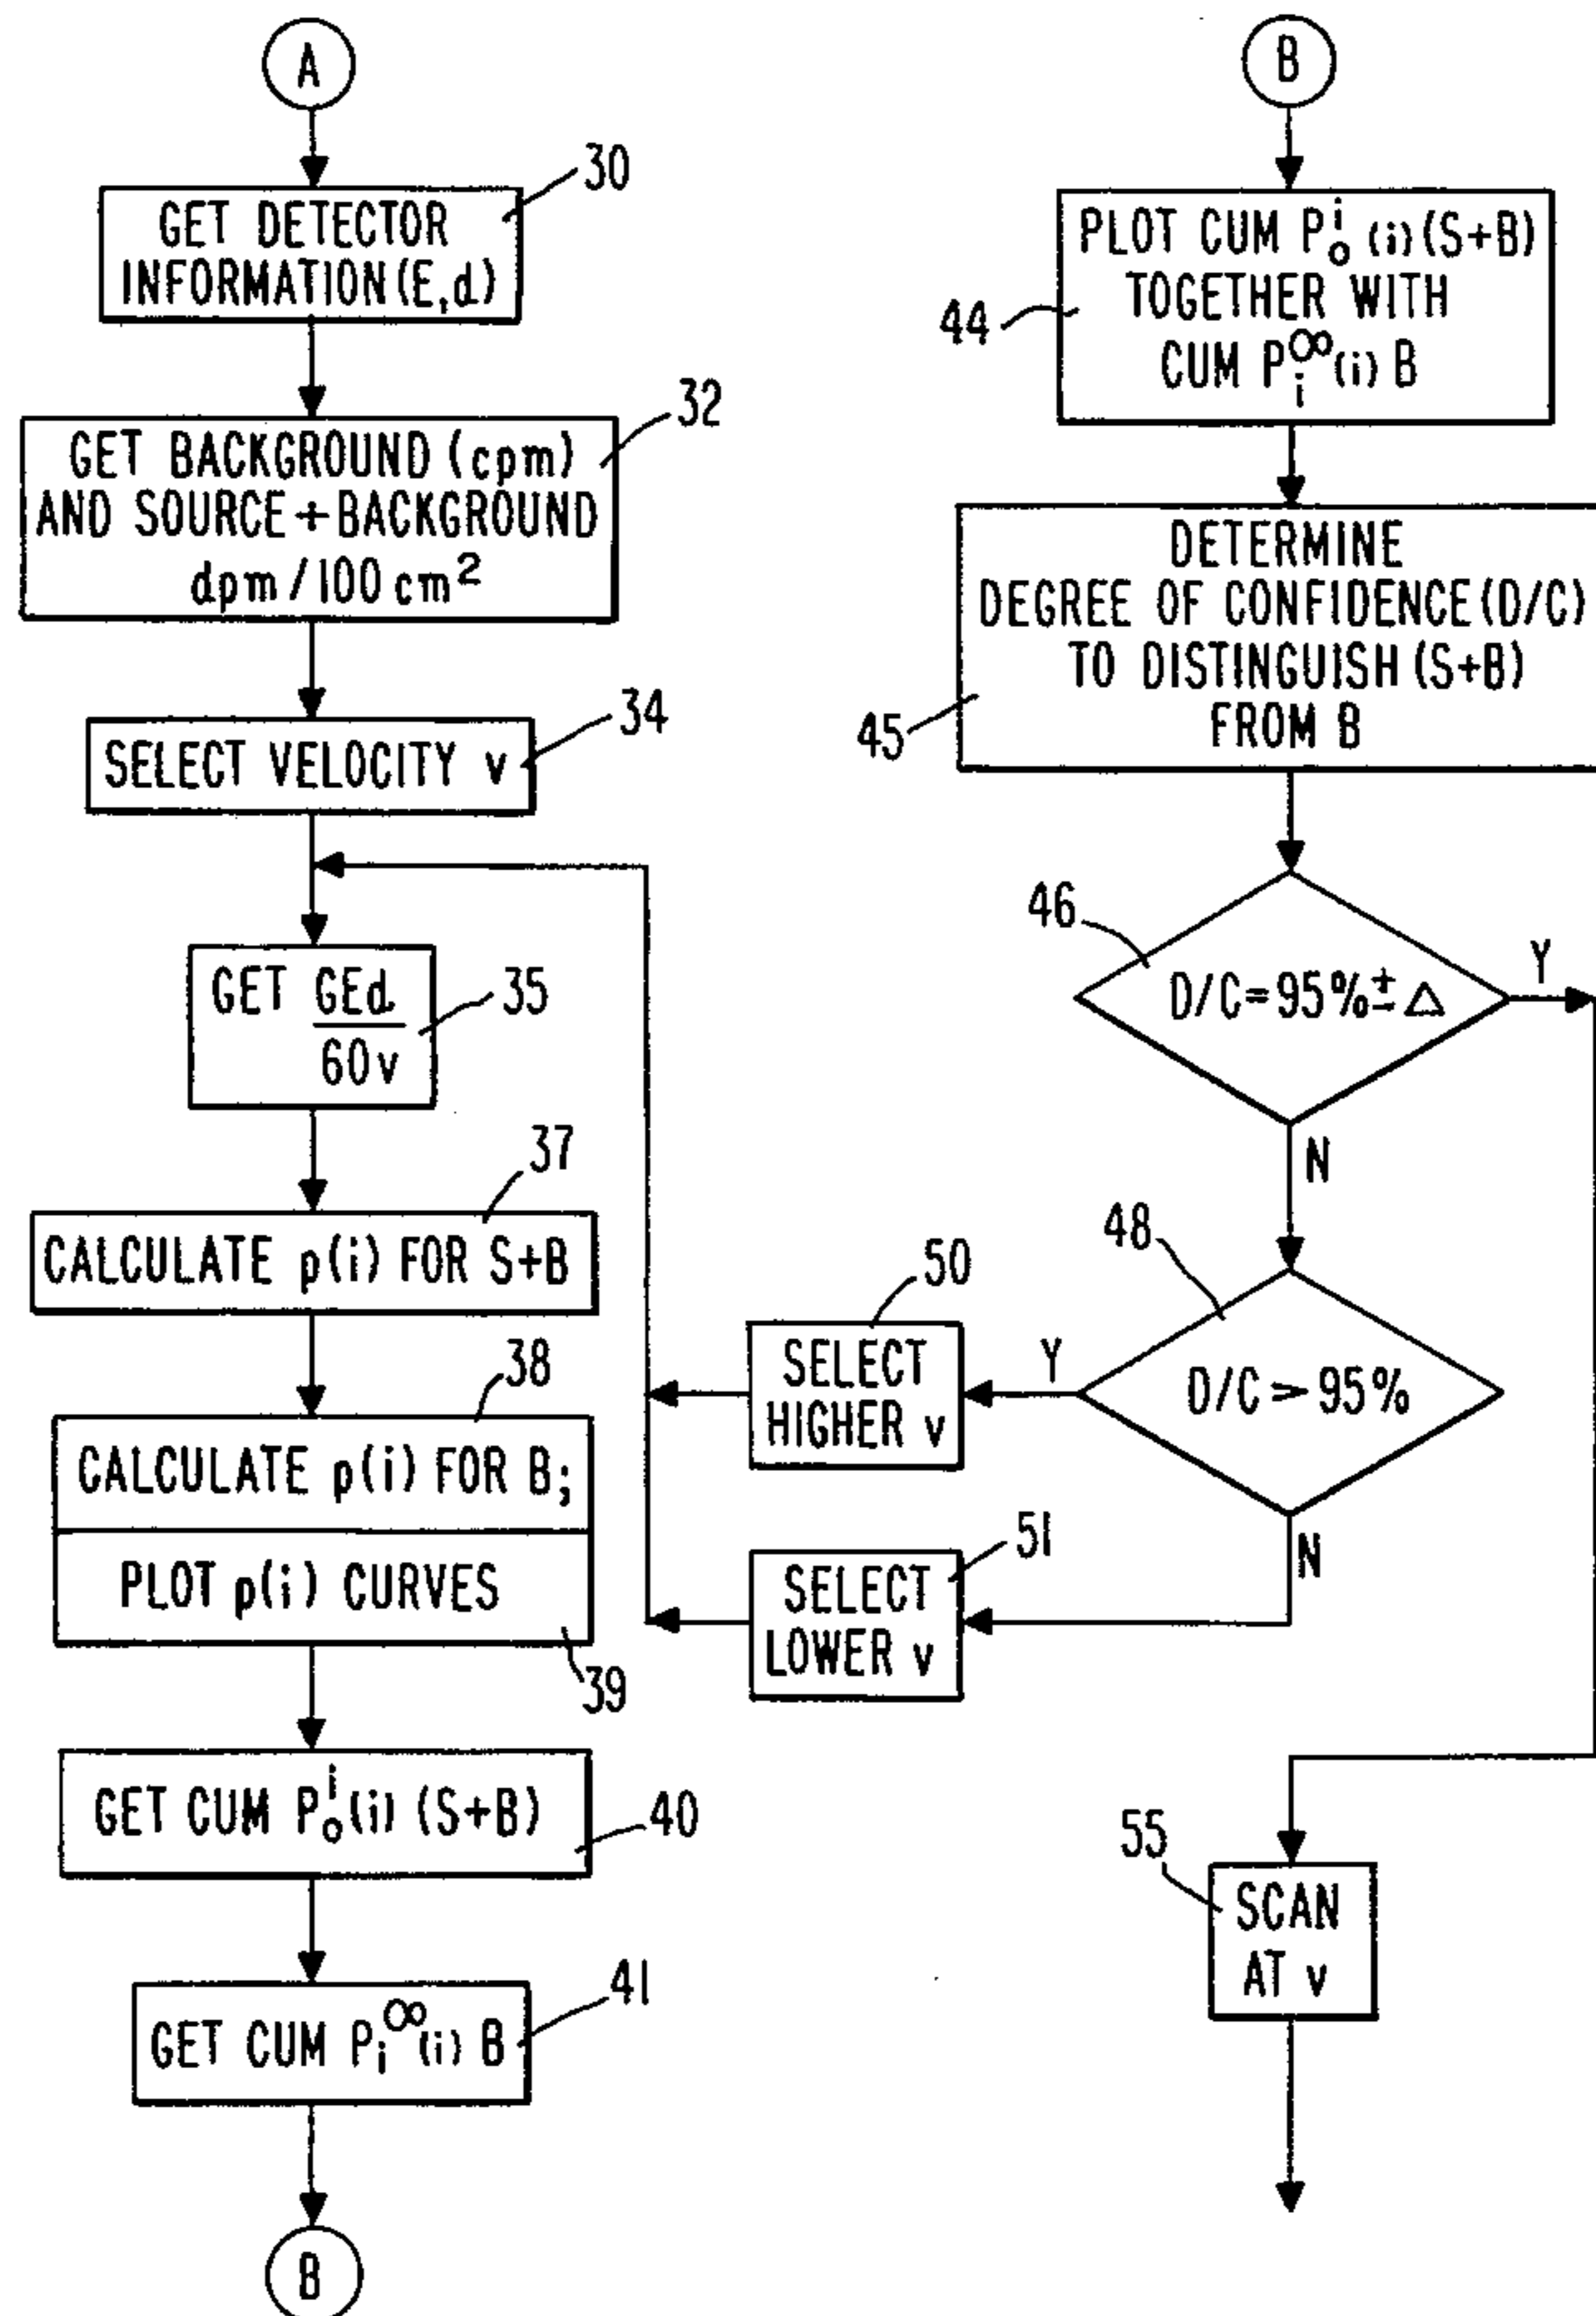 A
30
GET DETECTOR
INFORMATION (E,d)
32
GET BACKGROUND (cpm)
AND SOURCE + BACKGROUND
dpm / 100 cm²
34
SELECT VELOCITY v
GET GEd
60v
35
37
CALCULATE p(i) FOR S+B
38
CALCULATE p(i) FOR B;
PLOT p(i) CURVES
39
GET CUM P₀ⁱ(i) (S+B)
40
41
GET CUM Pᵢ^∞(i) B
B
B
PLOT CUM P₀ⁱ(i) (S+B)
TOGETHER WITH
CUM Pᵢ^∞(i) B
44
DETERMINE
DEGREE OF CONFIDENCE (D/C)
TO DISTINGUISH (S+B)
FROM B
45
46
D/C = 95% ± △
Y
N
48
D/C > 95%
Y
N
50
SELECT
HIGHER v
51
SELECT
LOWER v
55
SCAN
AT v